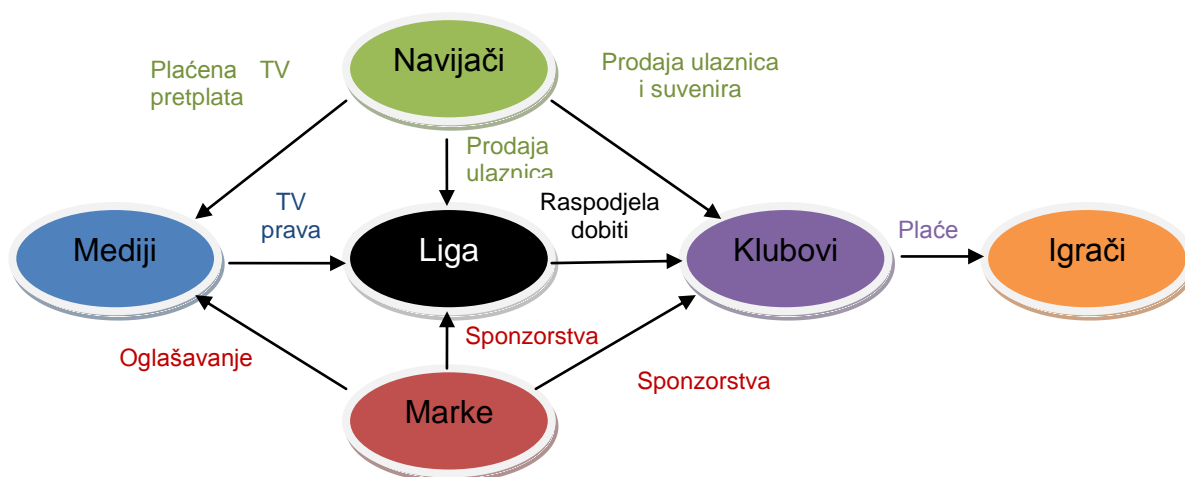 Navijači
Plaćena TV
pretplata
Prodaja ulaznica
i suvenira
Prodaja
ulaznica
TV
prava
Raspodjela
dobiti
Mediji
Liga
Klubovi
Plaće
Igrači
Oglašavanje
Sponzorstva
Sponzorstva
Marke